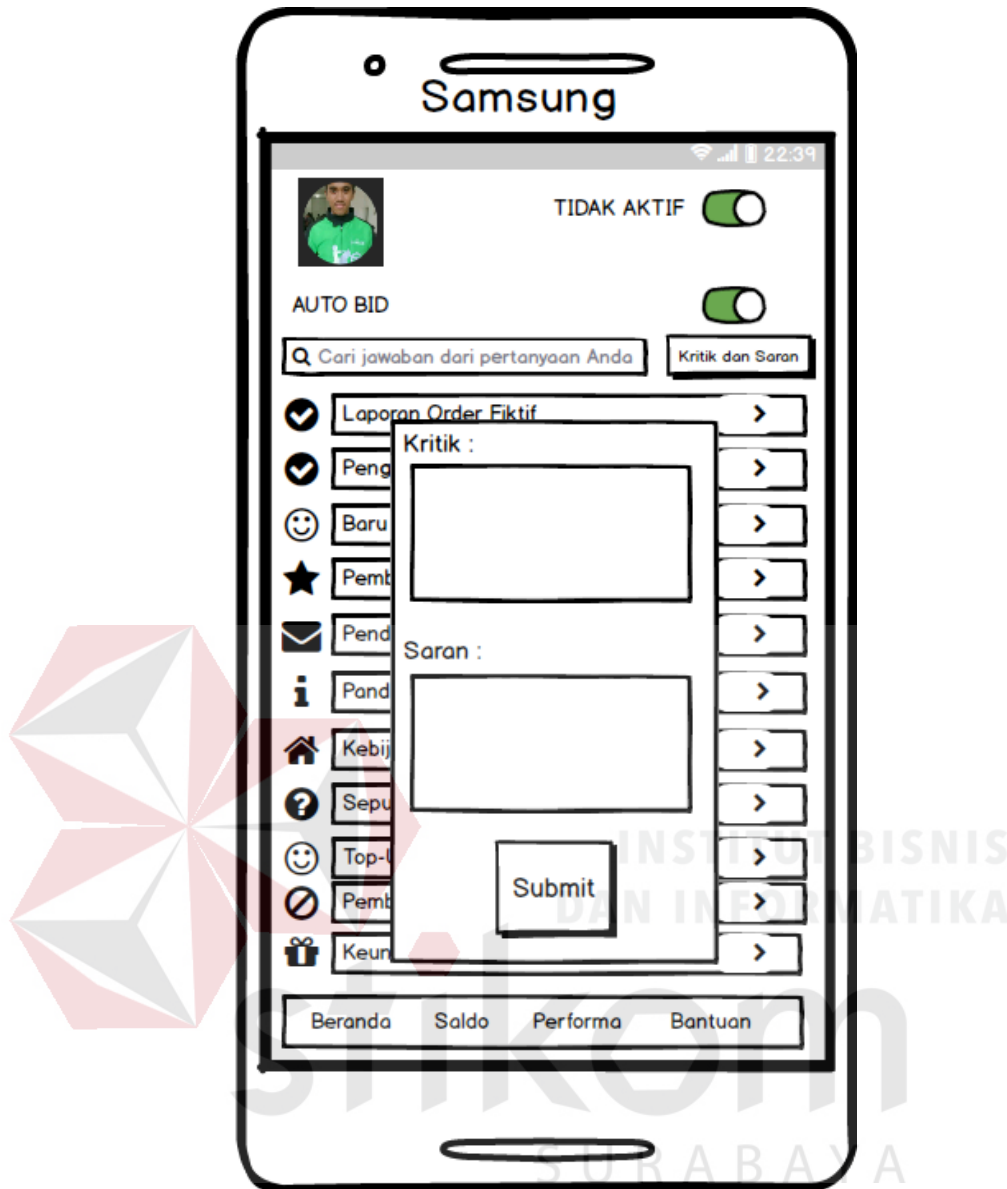 Samsung
22:39
TIDAK AKTIF
AUTO BID
Cari jawaban dari pertanyaan Anda
Kritik dan Saran
Laporan Order Fiktif
Kritik :
Peng
Baru
Pemb
Pend
Saran :
Pand
Kebij
Sepu
Top-U
Pemb
Submit
Keun
Beranda Saldo Performa Bantuan
INSTITUT BISNIS
DAN INFORMATIKA
stikom
SURABAYA